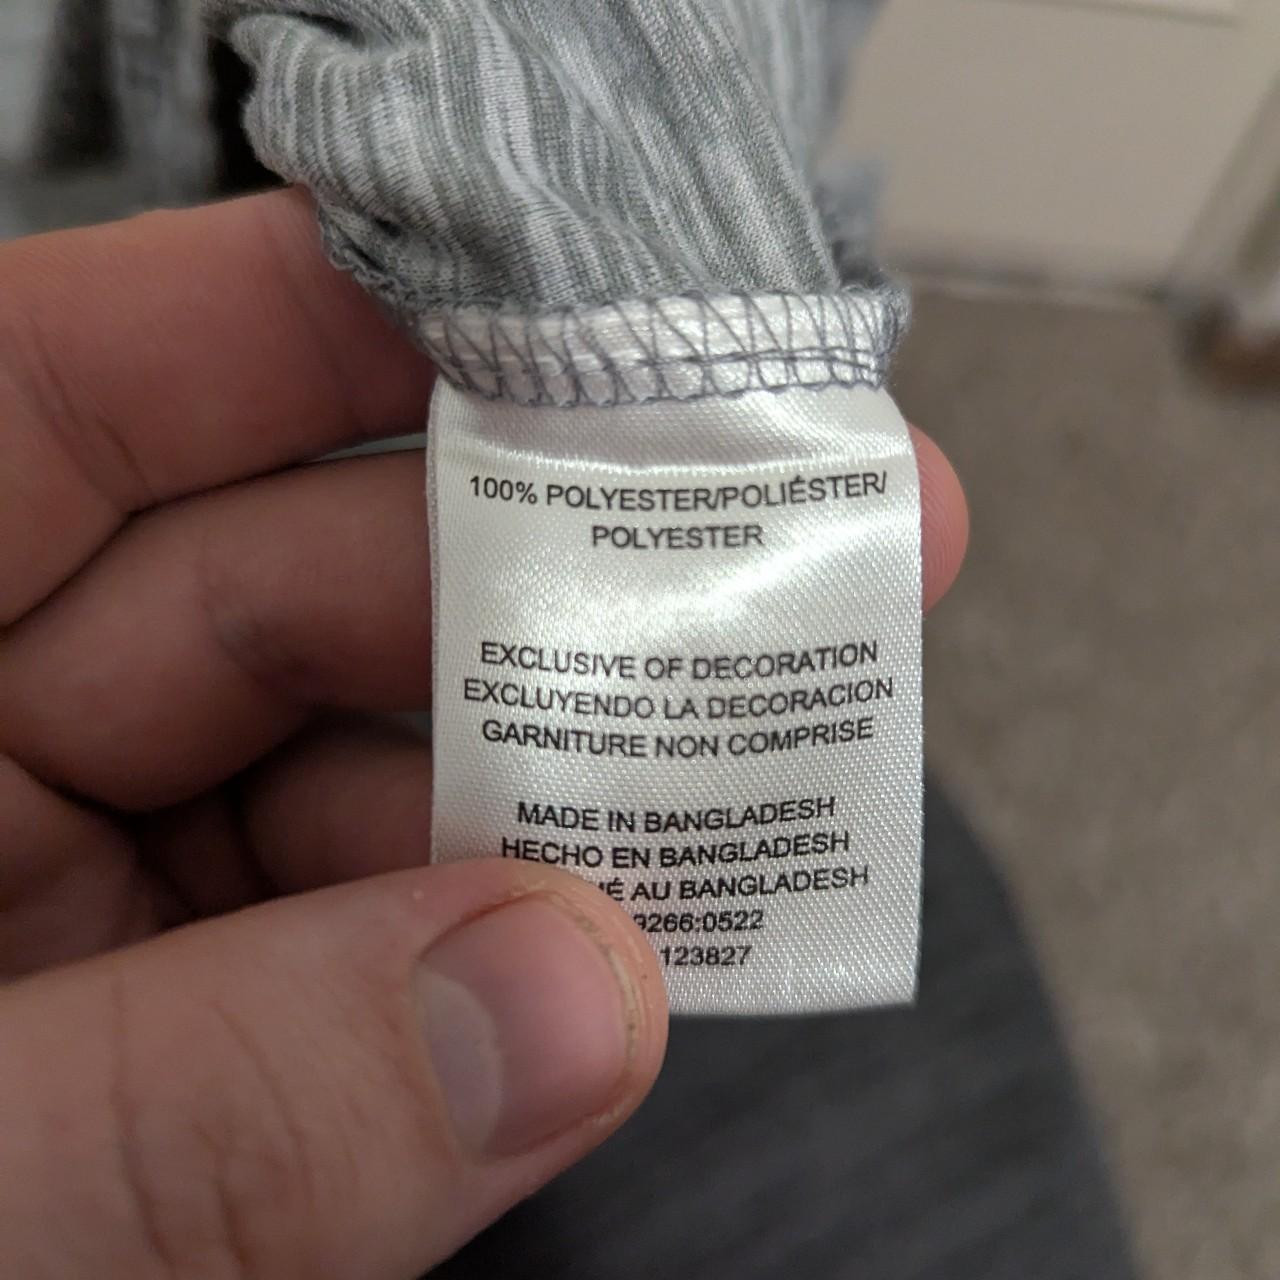 100% POLYESTER/POLIÉSTER/
POLYESTER
EXCLUSIVE OF DECORATION
EXCLUYENDO LA DECORACION
GARNITURE NON COMPRISE
MADE IN BANGLADESH
HECHO EN BANGLADESH
AU BANGLADESH
9266:0522
123827